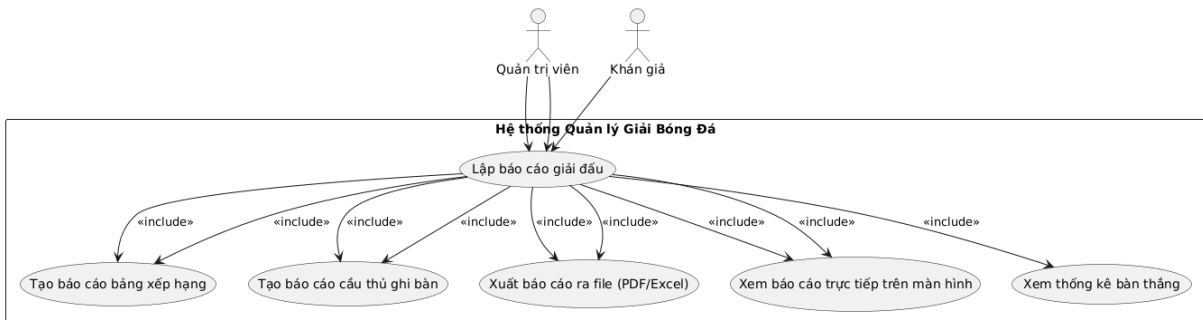 Quản trị viên
Khán giả
Hệ thống Quản lý Giải Bóng Đá
Lập báo cáo giải đấu
«include»
«include»
«include»
«include»
«include»
«include»
«include»
«include»
«include»
Tạo báo cáo bảng xếp hạng
Tạo báo cáo cầu thủ ghi bàn
Xuất báo cáo ra file (PDF/Excel)
Xem báo cáo trực tiếp trên màn hình
Xem thống kê bàn thắng